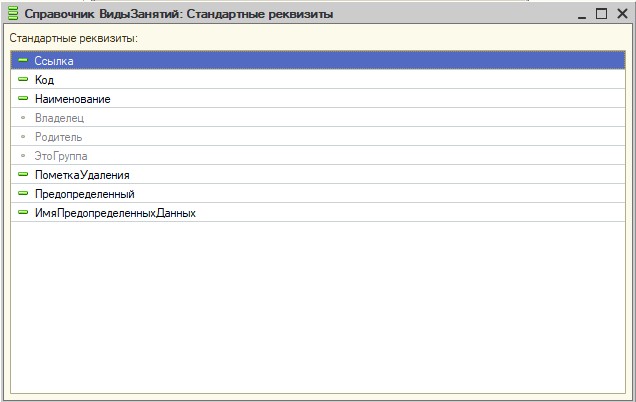 Справочник ВидыЗанятий: Стандартные реквизиты
Стандартные реквизиты:
Ссылка
Код
Наименование
Владелец
Родитель
ЭтоГруппа
ПометкаУдаления
Предопределенный
ИмяПредопределенныхДанных